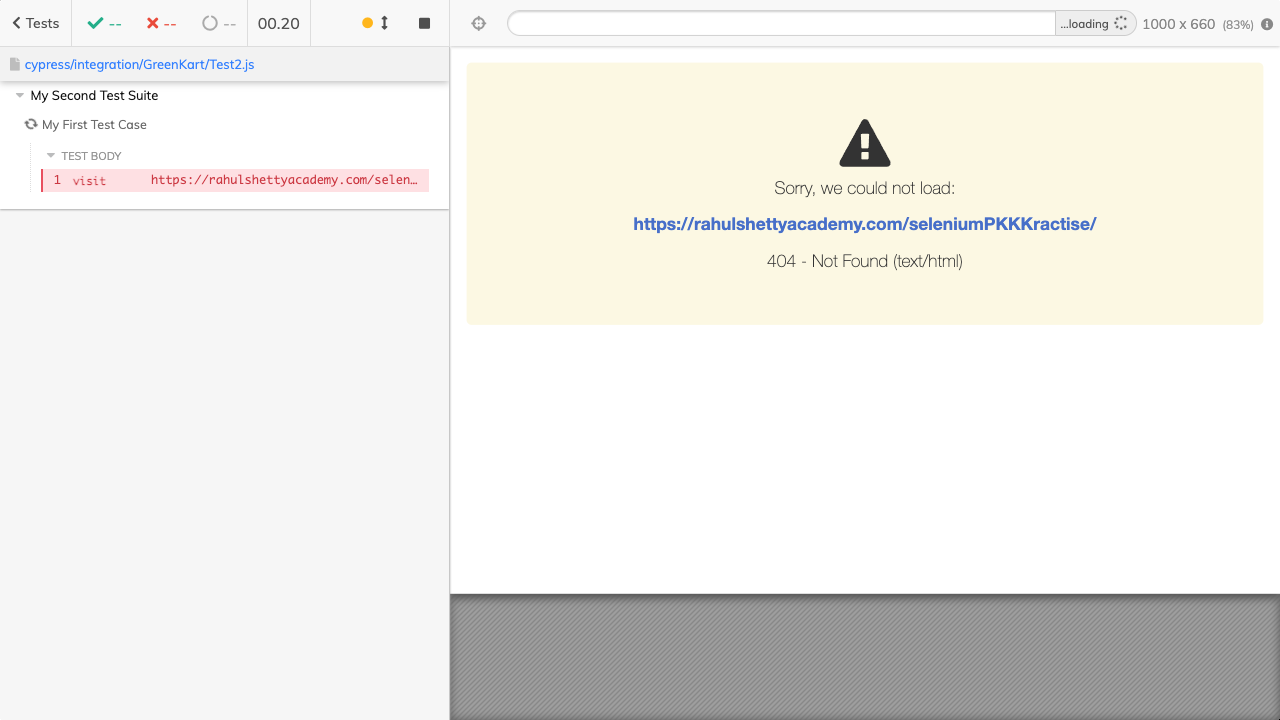 Tests -- -- -- 00.20
cypress/integration/GreenKart/Test2.js
My Second Test Suite
My First Test Case
TEST BODY
1 visit https://rahulshettyacademy.com/selen…
...loading 1000 x 660 (83%)
Sorry, we could not load:
https://rahulshettyacademy.com/seleniumPKKKractise/
404 - Not Found (text/html)